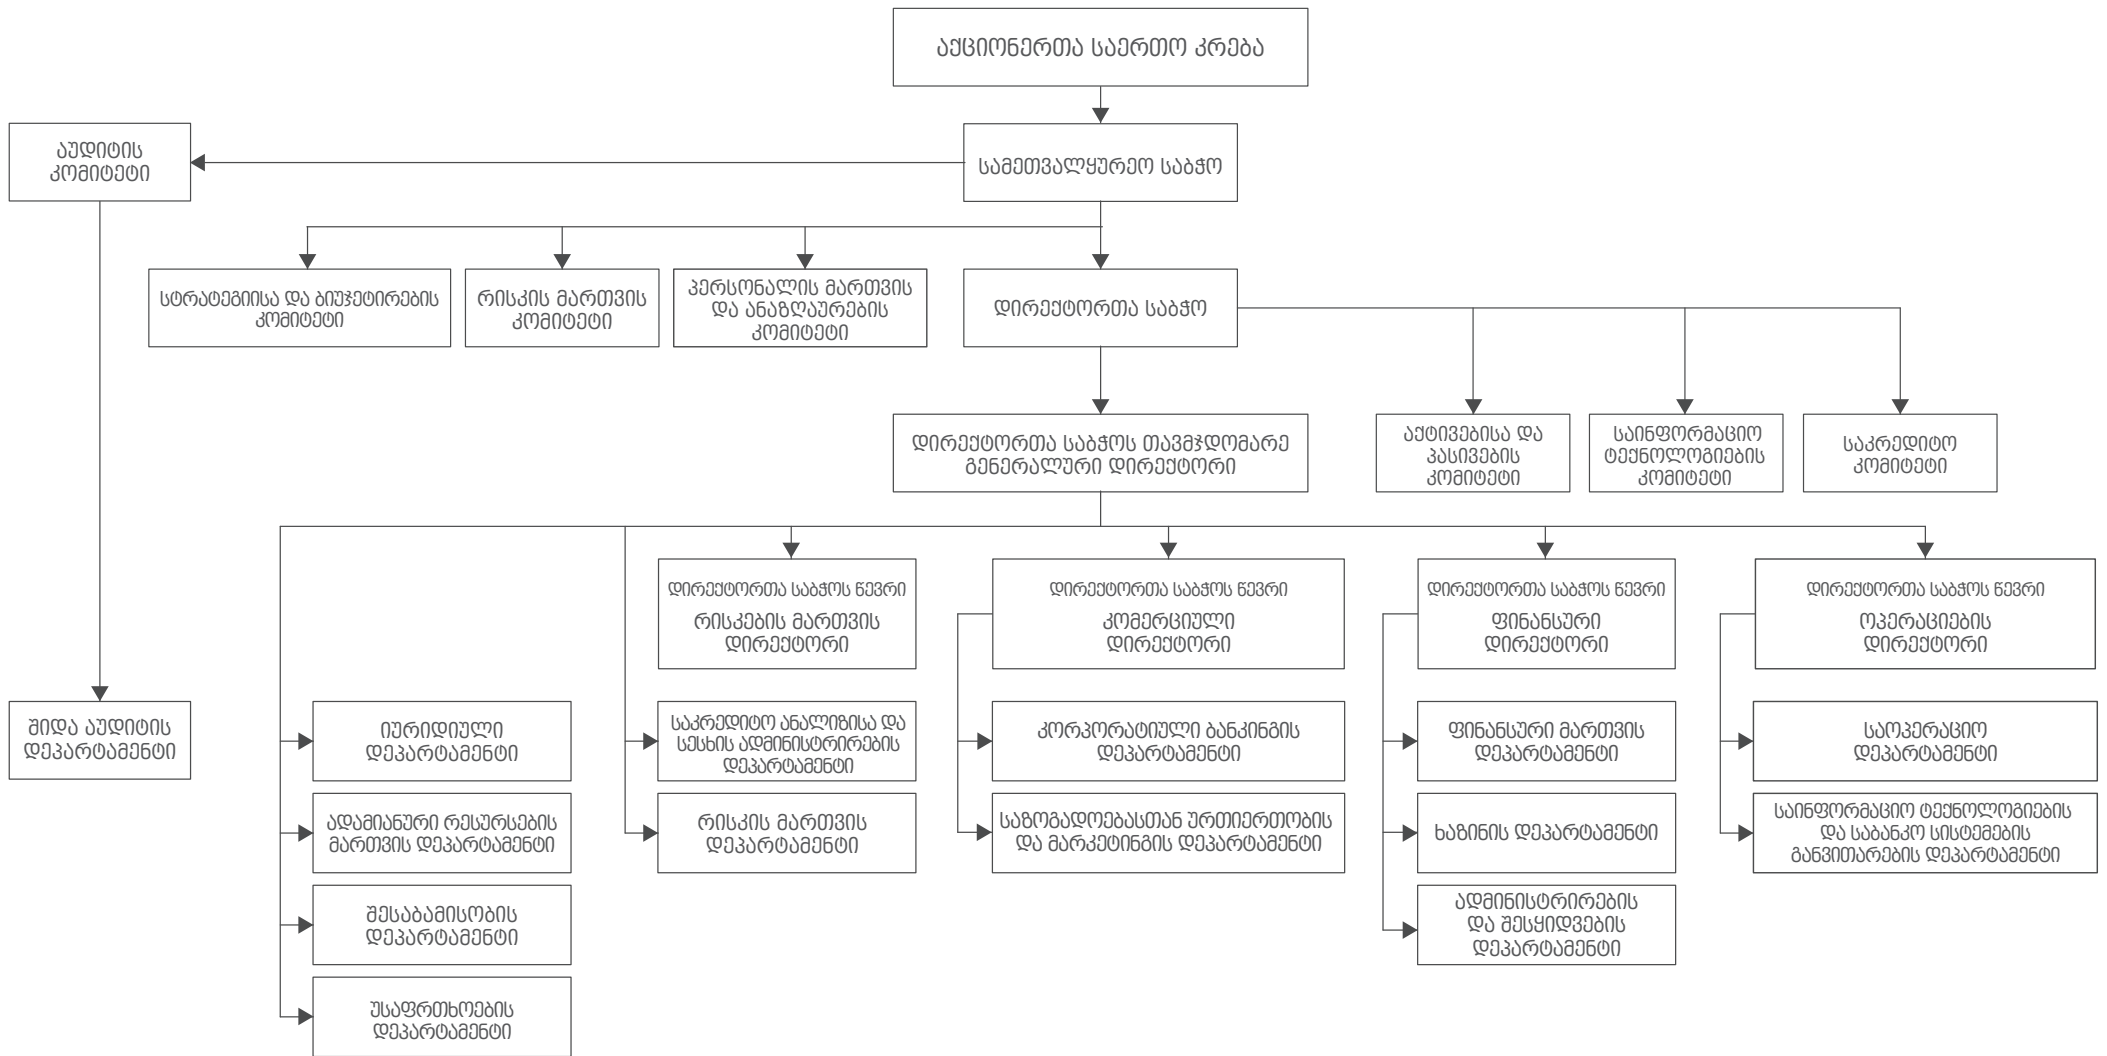 აქციონერთა საერთო კრება
აუდიტის
კომიტეტი
სამეთვალყურეო საბჭო
სტრატეგიისა და ბიუჯეტირების
კომიტეტი
რისკის მართვის
კომიტეტი
პერსონალის მართვის
და ანაზღაურების
კომიტეტი
დირექტორთა საბჭო
დირექტორთა საბჭოს თავმჯდომარე
გენერალური დირექტორი
აქტივებისა და
პასივების
კომიტეტი
საინფორმაციო
ტექნოლოგიების
კომიტეტი
საკრედიტო
კომიტეტი
დირექტორთა საბჭოს წევრი
რისკების მართვის
დირექტორი
დირექტორთა საბჭოს წევრი
კომერციული
დირექტორი
დირექტორთა საბჭოს წევრი
ფინანსური
დირექტორი
დირექტორთა საბჭოს წევრი
ოპერაციების
დირექტორი
შიდა აუდიტის
დეპარტამენტი
იურიდიული
დეპარტამენტი
საკრედიტო ანალიზისა და
სესხის ადმინისტრირების
დეპარტამენტი
კორპორატიული ბანკინგის
დეპარტამენტი
ფინანსური მართვის
დეპარტამენტი
საოპერაციო
დეპარტამენტი
ადამიანური რესურსების
მართვის დეპარტამენტი
რისკის მართვის
დეპარტამენტი
საზოგადოებასთან ურთიერთობის
და მარკეტინგის დეპარტამენტი
ხაზინის დეპარტამენტი
საინფორმაციო ტექნოლოგიების
და საბანკო სისტემების
განვითარების დეპარტამენტი
შესაბამისობის
დეპარტამენტი
ადმინისტრირების
და შესყიდვების
დეპარტამენტი
უსაფრთხოების
დეპარტამენტი